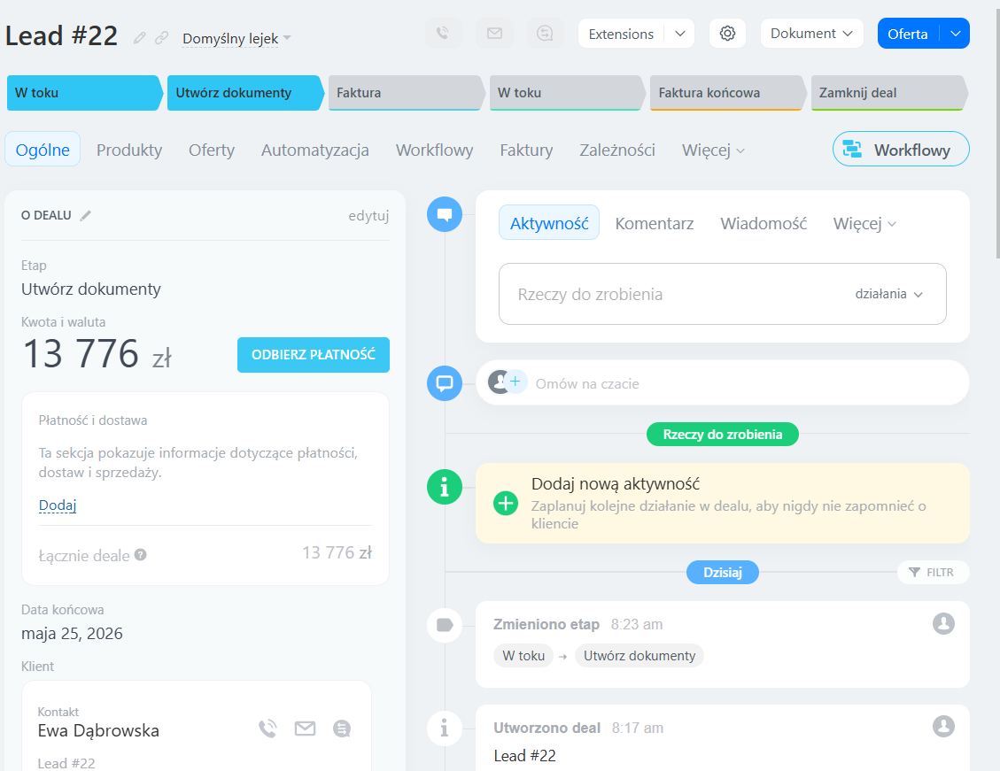 Lead #22
Domyślny lejek
Extensions
Dokument
Oferta
W toku
Utwórz dokumenty
Faktura
W toku
Faktura końcowa
Zamknij deal
Ogólne
Produkty
Oferty
Automatyzacja
Workflowy
Faktury
Zależności
Więcej
Workflowy
O DEALU
edytuj
Etap
Utwórz dokumenty
Kwota i waluta
13 776 zł
ODBIERZ PŁATNOŚĆ
Płatność i dostawa
Ta sekcja pokazuje informacje dotyczące płatności,
dostaw i sprzedaży.
Dodaj
Łącznie deale ?
13 776 zł
Data końcowa
maja 25, 2026
Klient
Kontakt
Ewa Dąbrowska
Lead #22
Aktywność
Komentarz
Wiadomość
Więcej
Rzeczy do zrobienia
działania
Omów na czacie
Rzeczy do zrobienia
Dodaj nową aktywność
Zaplanuj kolejne działanie w dealu, aby nigdy nie zapomnieć o
kliencie
Dzisiaj
FILTR
Zmieniono etap 8:23 am
W toku → Utwórz dokumenty
Utworzono deal 8:17 am
Lead #22